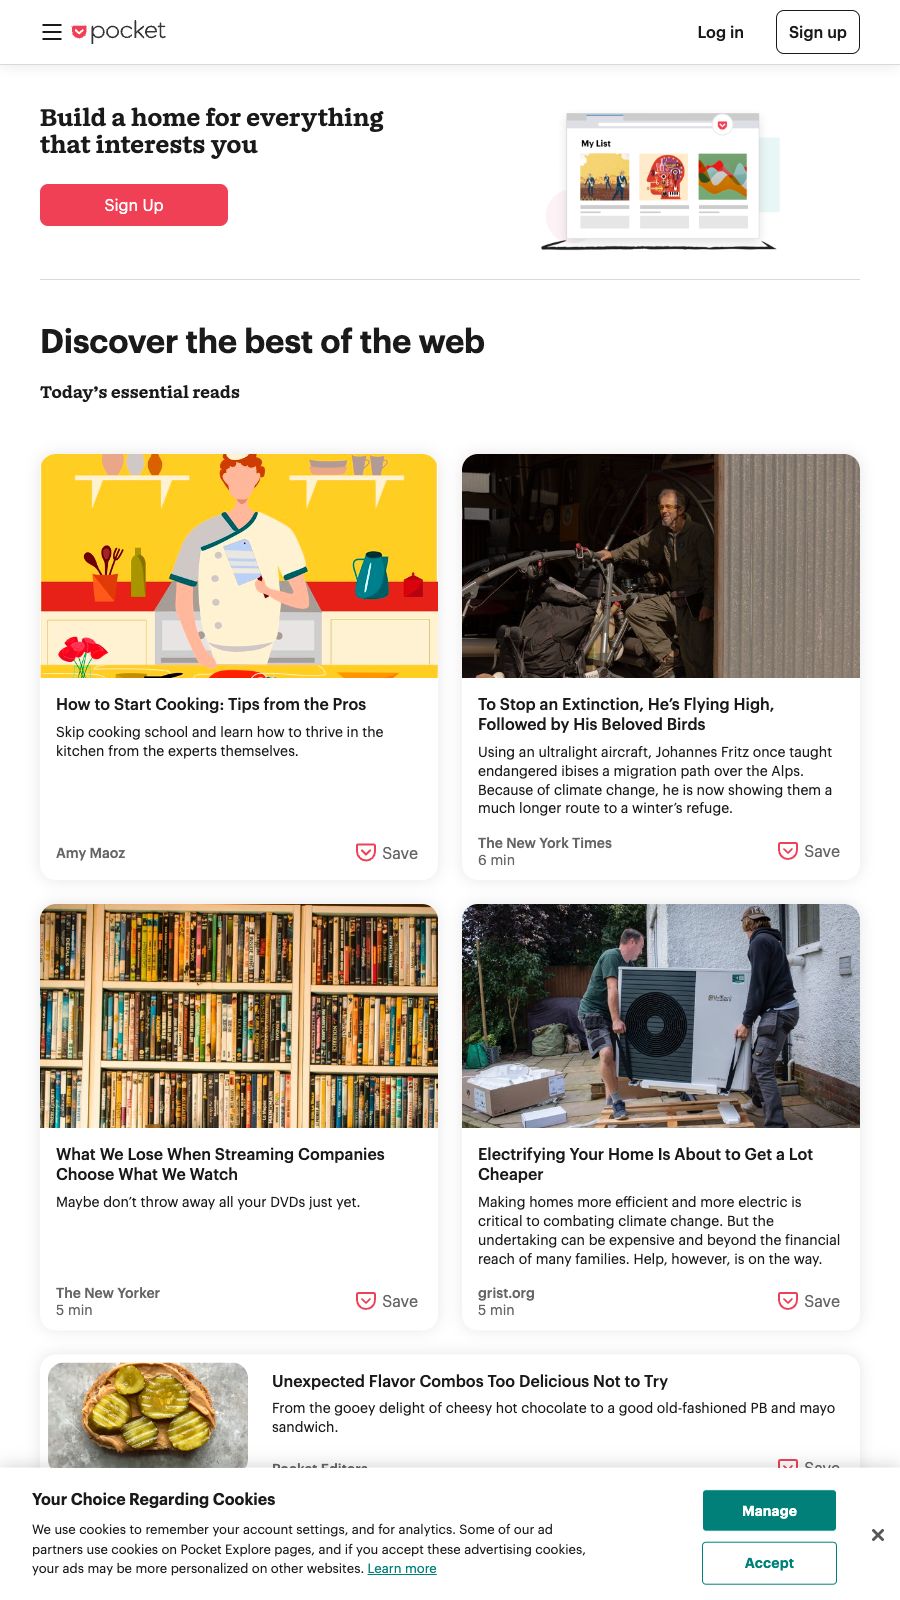 pocket
Log in
Sign up
Build a home for everything
that interests you
Sign Up
My List
Discover the best of the web
Today’s essential reads
How to Start Cooking: Tips from the Pros
Skip cooking school and learn how to thrive in the
kitchen from the experts themselves.
Amy Maoz
Save
To Stop an Extinction, He’s Flying High,
Followed by His Beloved Birds
Using an ultralight aircraft, Johannes Fritz once taught
endangered ibises a migration path over the Alps.
Because of climate change, he is now showing them a
much longer route to a winter’s refuge.
The New York Times
6 min
Save
What We Lose When Streaming Companies
Choose What We Watch
Maybe don’t throw away all your DVDs just yet.
The New Yorker
5 min
Save
Electrifying Your Home Is About to Get a Lot
Cheaper
Making homes more efficient and more electric is
critical to combating climate change. But the
undertaking can be expensive and beyond the financial
reach of many families. Help, however, is on the way.
grist.org
5 min
Save
Unexpected Flavor Combos Too Delicious Not to Try
From the gooey delight of cheesy hot chocolate to a good old-fashioned PB and mayo
sandwich.
Pocket Editors
Save
Your Choice Regarding Cookies
We use cookies to remember your account settings, and for analytics. Some of our ad
partners use cookies on Pocket Explore pages, and if you accept these advertising cookies,
your ads may be more personalized on other websites. Learn more
Manage
Accept